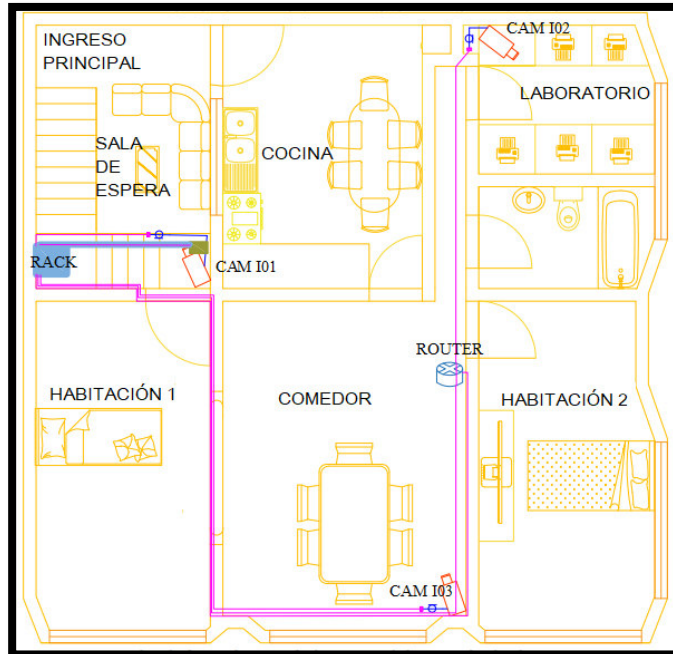 INGRESO
PRINCIPAL
CAM I02
LABORATORIO
SALA
DE
ESPERA
COCINA
RACK
CAM I01
ROUTER
HABITACIÓN 1
COMEDOR
HABITACIÓN 2
CAM I03